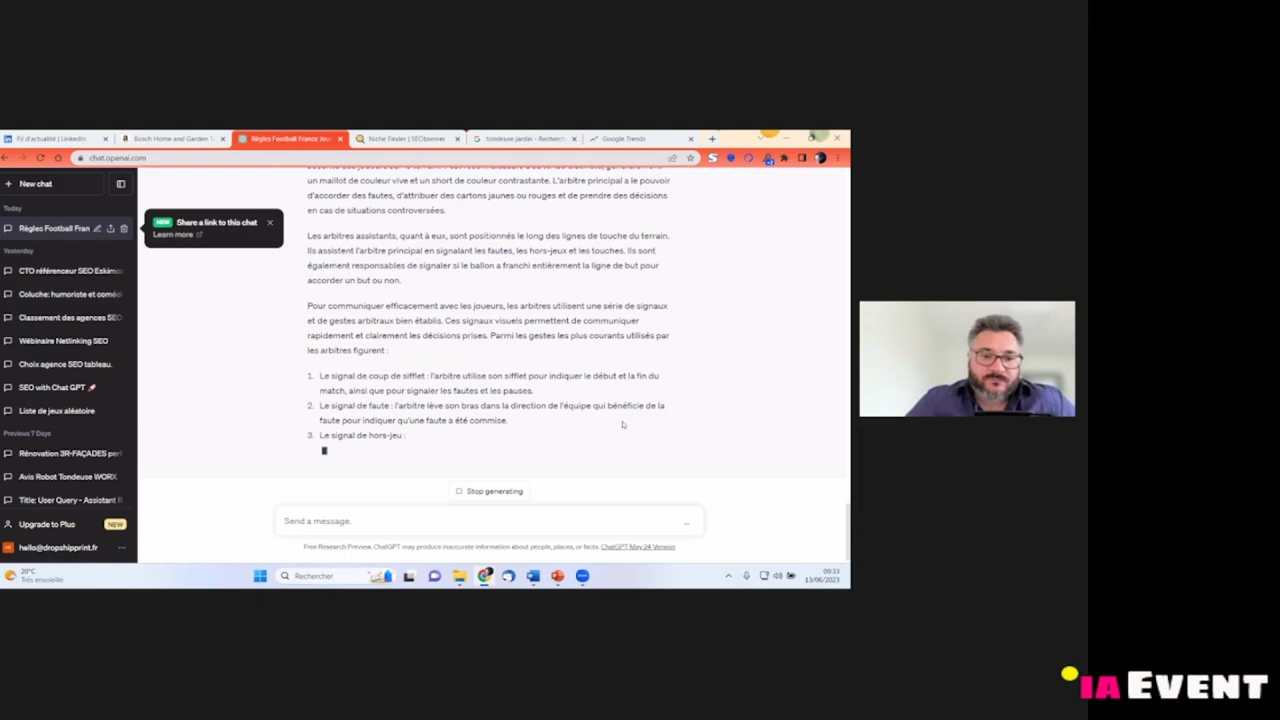 Fil d'actualité | LinkedIn
Bosch Home and Garden T
Règles Football France Jeu
Niche Finder | SEObserver
tondeuse jardin - Recherch
Google Trends
chat.openai.com
New chat
Today
Règles Football Fran
Yesterday
CTO référenceur SEO Eskimo
Coluche: humoriste et coméd
Classement des agences SEO
Wébinaire Netlinking SEO
Choix agence SEO tableau.
SEO with Chat GPT 🚀
Liste de jeux aléatoire
Previous 7 Days
Rénovation 3R-FAÇADES per
Avis Robot Tondeuse WORX
Title: User Query - Assistant R
Upgrade to Plus NEW
hello@dropshipprint.fr
NEW Share a link to this chat
Learn more
un maillot de couleur vive et un short de couleur contrastante. L'arbitre principal a le pouvoir
d'accorder des fautes, d'attribuer des cartons jaunes ou rouges et de prendre des décisions
en cas de situations controversées.
Les arbitres assistants, quant à eux, sont positionnés le long des lignes de touche du terrain.
Ils assistent l'arbitre principal en signalant les fautes, les hors-jeux et les touches. Ils sont
également responsables de signaler si le ballon a franchi entièrement la ligne de but pour
accorder un but ou non.
Pour communiquer efficacement avec les joueurs, les arbitres utilisent une série de signaux
et de gestes arbitraux bien établis. Ces signaux visuels permettent de communiquer
rapidement et clairement les décisions prises. Parmi les gestes les plus courants utilisés par
les arbitres figurent :
1. Le signal de coup de sifflet : l'arbitre utilise son sifflet pour indiquer le début et la fin du
match, ainsi que pour signaler les fautes et les pauses.
2. Le signal de faute : l'arbitre lève son bras dans la direction de l'équipe qui bénéficie de la
faute pour indiquer qu'une faute a été commise.
3. Le signal de hors-jeu :
Stop generating
Send a message.
Free Research Preview. ChatGPT may produce inaccurate information about people, places, or facts. ChatGPT May 24 Version
20°C
Très ensoleillé
Rechercher
09:33
13/06/2023
IA EVENT